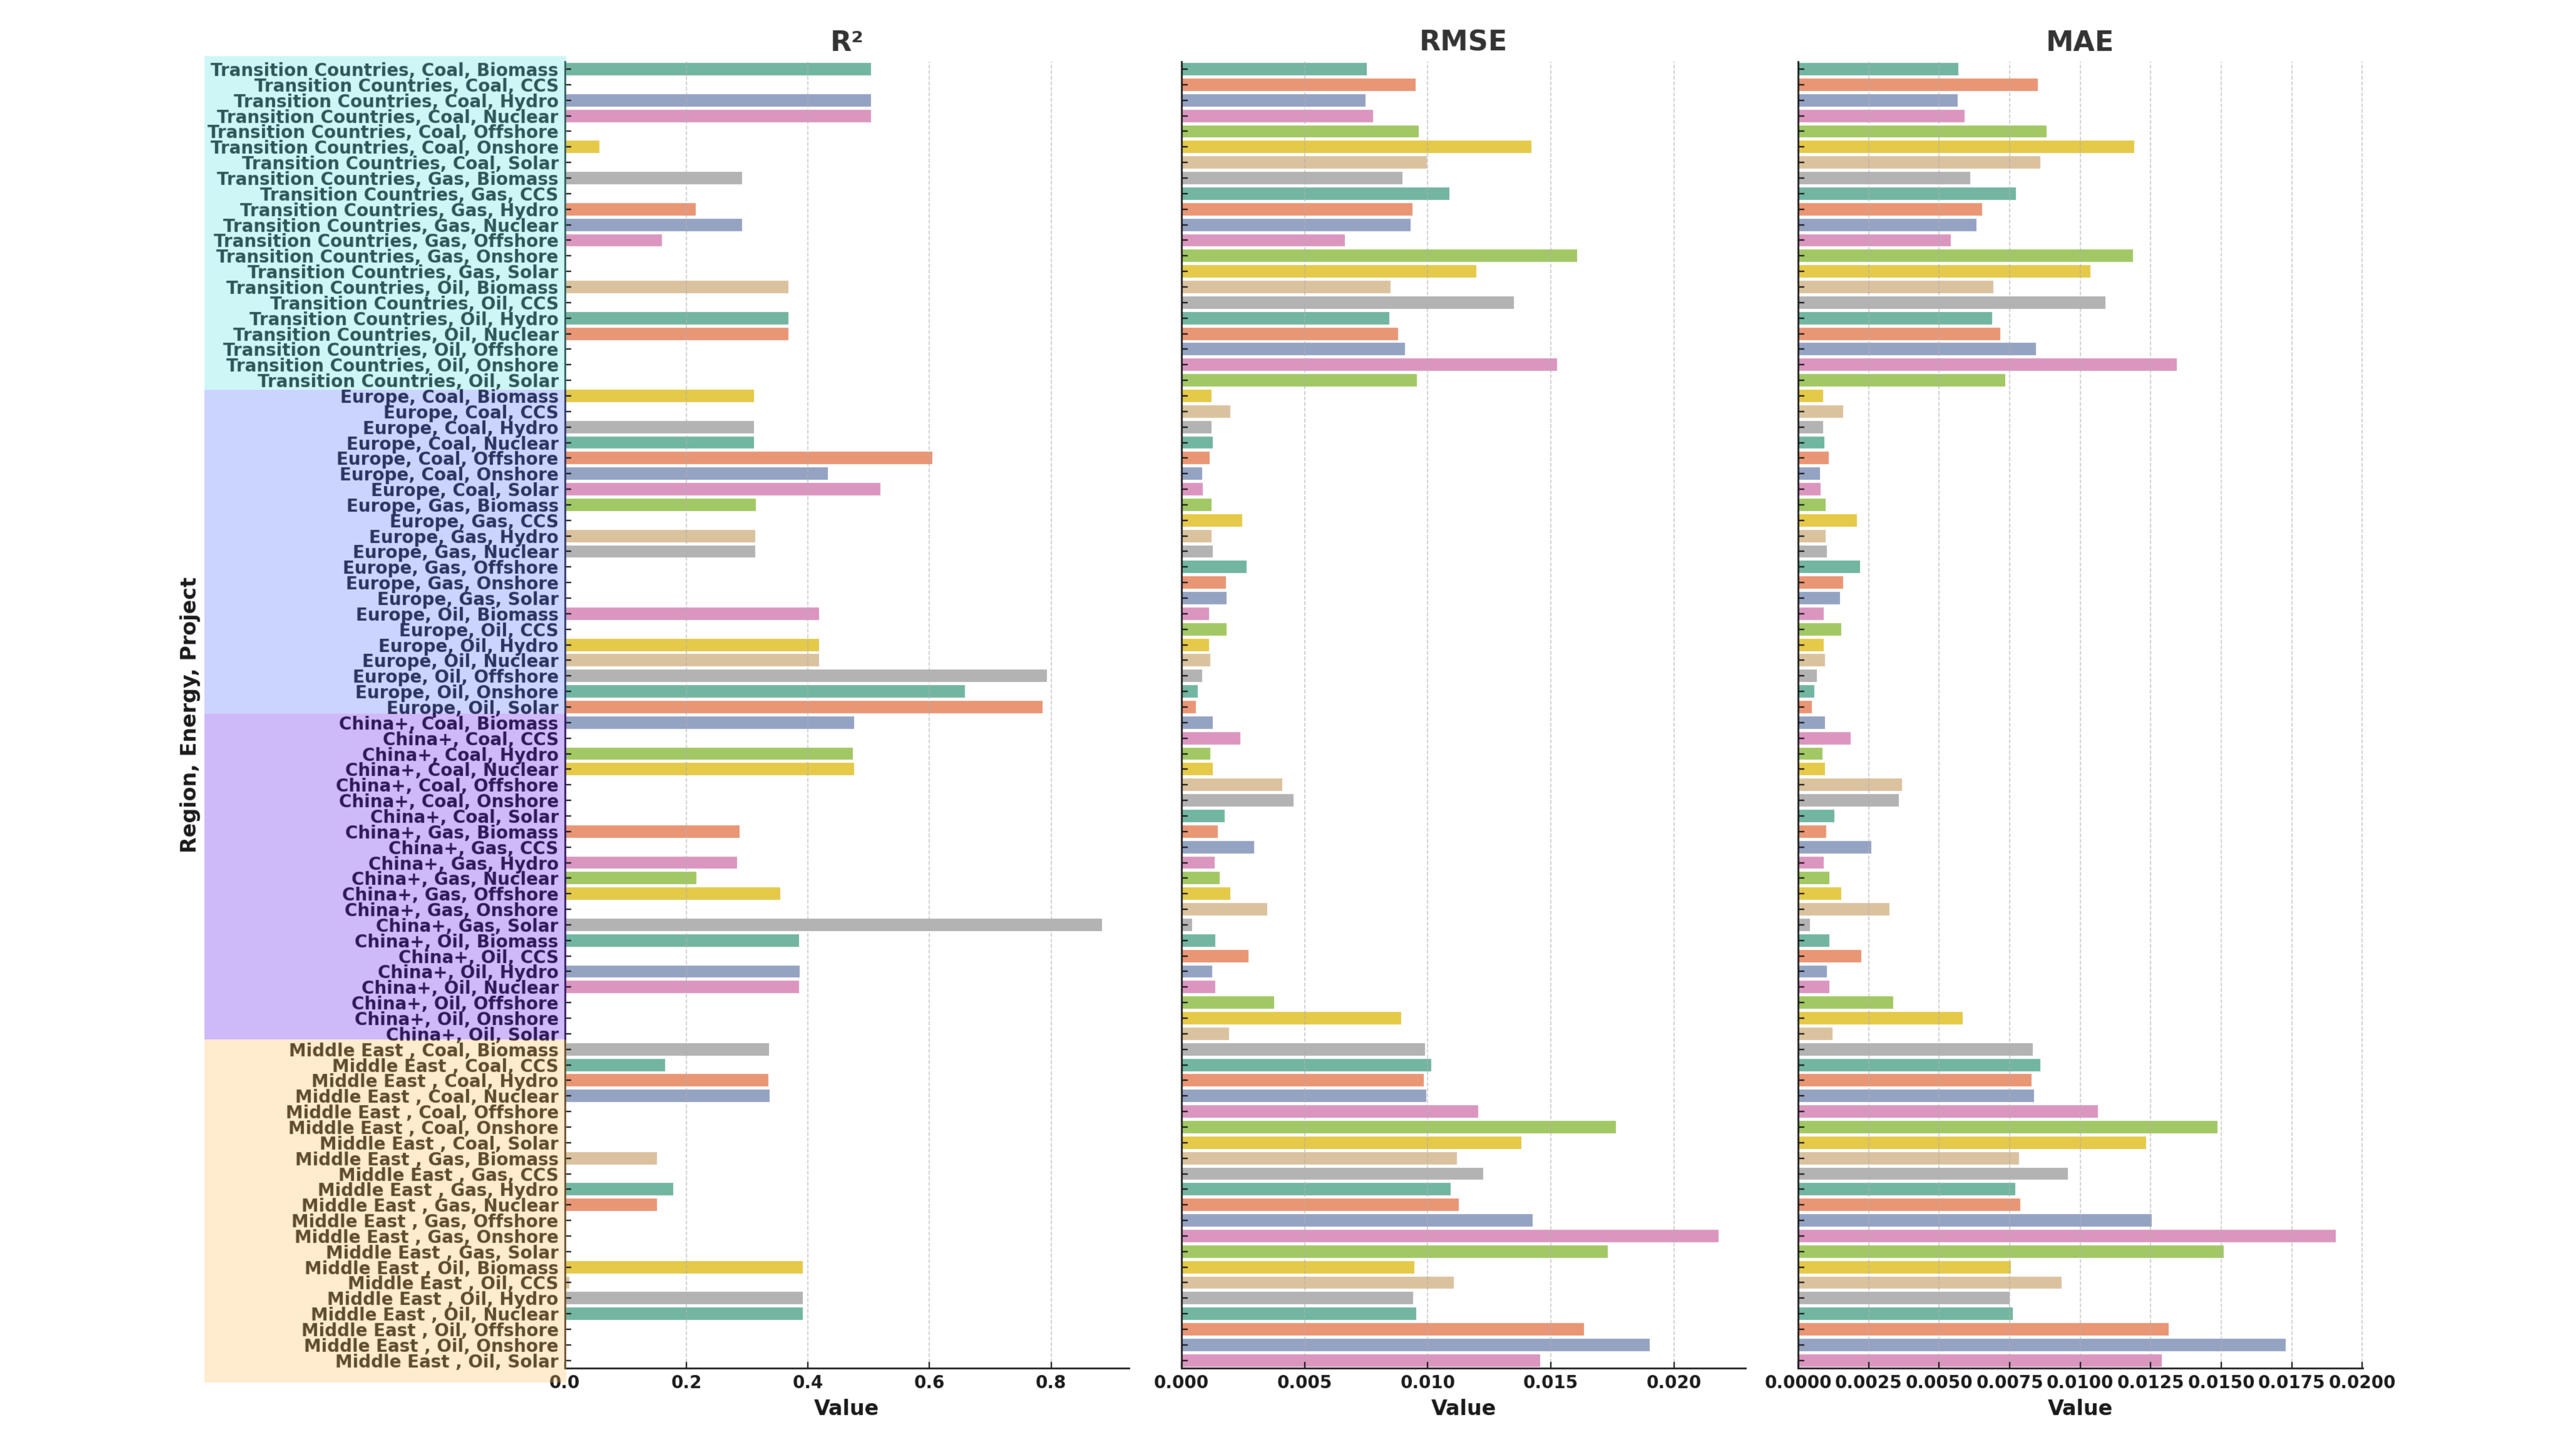 R²
RMSE
MAE
Region, Energy, Project
Transition Countries, Coal, Biomass
Transition Countries, Coal, CCS
Transition Countries, Coal, Hydro
Transition Countries, Coal, Nuclear
Transition Countries, Coal, Offshore
Transition Countries, Coal, Onshore
Transition Countries, Coal, Solar
Transition Countries, Gas, Biomass
Transition Countries, Gas, CCS
Transition Countries, Gas, Hydro
Transition Countries, Gas, Nuclear
Transition Countries, Gas, Offshore
Transition Countries, Gas, Onshore
Transition Countries, Gas, Solar
Transition Countries, Oil, Biomass
Transition Countries, Oil, CCS
Transition Countries, Oil, Hydro
Transition Countries, Oil, Nuclear
Transition Countries, Oil, Offshore
Transition Countries, Oil, Onshore
Transition Countries, Oil, Solar
Europe, Coal, Biomass
Europe, Coal, CCS
Europe, Coal, Hydro
Europe, Coal, Nuclear
Europe, Coal, Offshore
Europe, Coal, Onshore
Europe, Coal, Solar
Europe, Gas, Biomass
Europe, Gas, CCS
Europe, Gas, Hydro
Europe, Gas, Nuclear
Europe, Gas, Offshore
Europe, Gas, Onshore
Europe, Gas, Solar
Europe, Oil, Biomass
Europe, Oil, CCS
Europe, Oil, Hydro
Europe, Oil, Nuclear
Europe, Oil, Offshore
Europe, Oil, Onshore
Europe, Oil, Solar
China+, Coal, Biomass
China+, Coal, CCS
China+, Coal, Hydro
China+, Coal, Nuclear
China+, Coal, Offshore
China+, Coal, Onshore
China+, Coal, Solar
China+, Gas, Biomass
China+, Gas, CCS
China+, Gas, Hydro
China+, Gas, Nuclear
China+, Gas, Offshore
China+, Gas, Onshore
China+, Gas, Solar
China+, Oil, Biomass
China+, Oil, CCS
China+, Oil, Hydro
China+, Oil, Nuclear
China+, Oil, Offshore
China+, Oil, Onshore
China+, Oil, Solar
Middle East , Coal, Biomass
Middle East , Coal, CCS
Middle East , Coal, Hydro
Middle East , Coal, Nuclear
Middle East , Coal, Offshore
Middle East , Coal, Onshore
Middle East , Coal, Solar
Middle East , Gas, Biomass
Middle East , Gas, CCS
Middle East , Gas, Hydro
Middle East , Gas, Nuclear
Middle East , Gas, Offshore
Middle East , Gas, Onshore
Middle East , Gas, Solar
Middle East , Oil, Biomass
Middle East , Oil, CCS
Middle East , Oil, Hydro
Middle East , Oil, Nuclear
Middle East , Oil, Offshore
Middle East , Oil, Onshore
Middle East , Oil, Solar
0.0 0.2 0.4 0.6 0.8
Value
0.000 0.005 0.010 0.015 0.020
Value
0.0000 0.0025 0.0050 0.0075 0.0100 0.0125 0.0150 0.0175 0.0200
Value